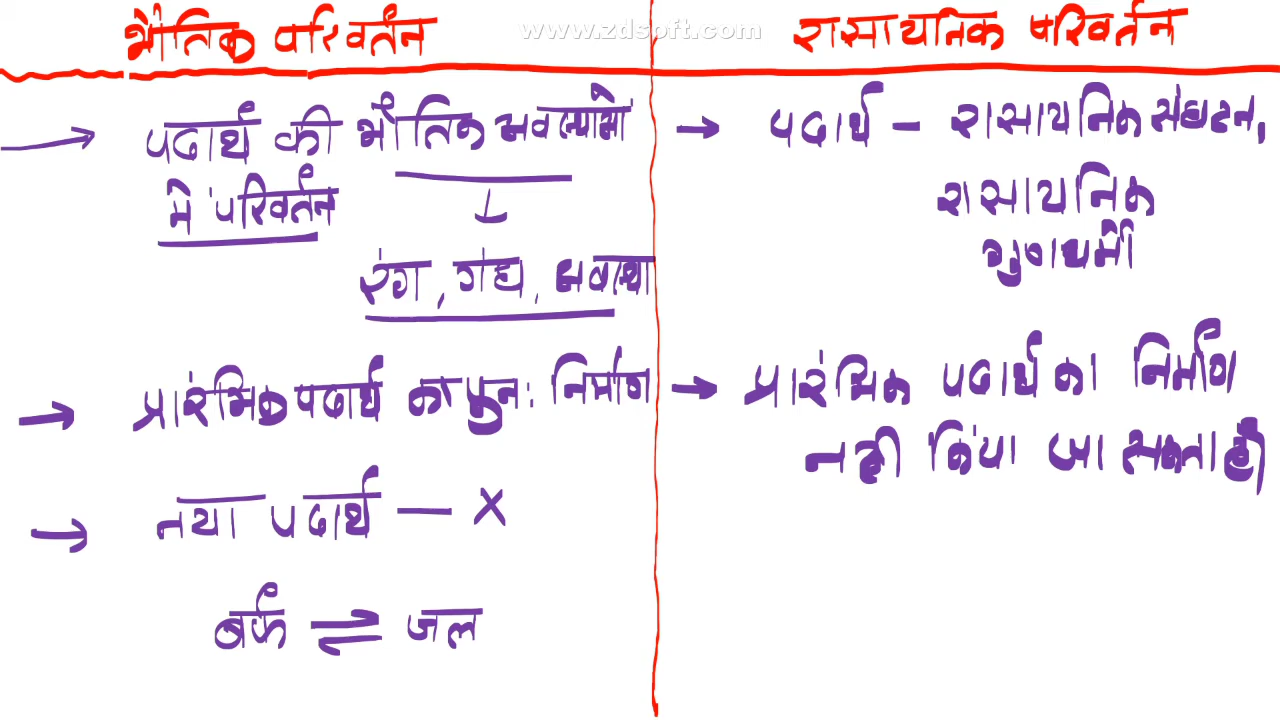 www.zdsoft.com
भौतिक परिवर्तन
→ पदार्थ की भौतिक अवस्थाओं
में परिवर्तन
रंग, गंध, अवस्था
→ प्रारंभिक पदार्थ का पुनः निर्माण
→ नया पदार्थ — X
बर्फ ⇌ जल
रासायनिक परिवर्तन
→ पदार्थ – रासायनिक संघटन,
रासायनिक
गुणधर्मो
→ प्रारंभिक पदार्थ का निर्माण
नही किया जा सकता है